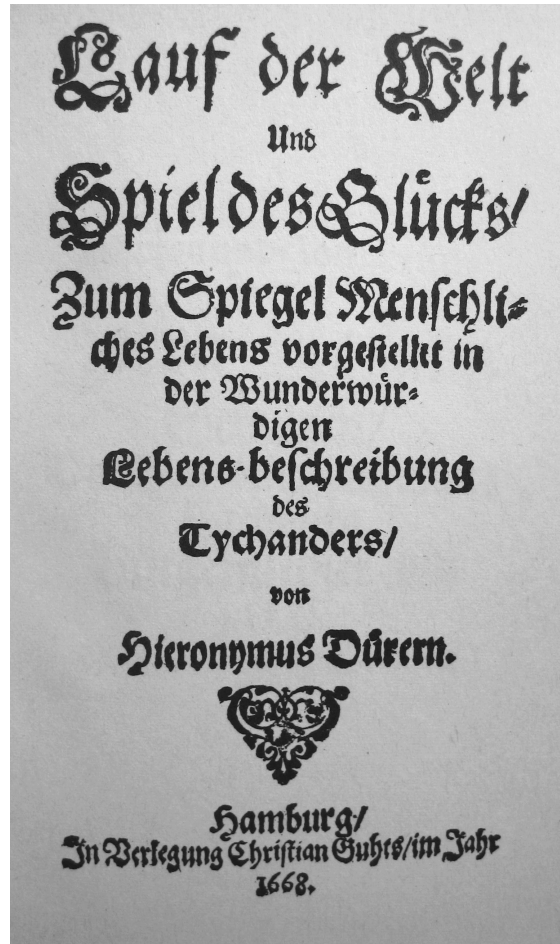 Lauf der Welt
Und
Spiel des Glücks/
Zum Spiegel Menschli⸗
ches Lebens vorgestellet in
der Wunderwür⸗
digen
Lebens⸗beschreibung
des
Tychanders/
von
Hieronymus Dürern.
Hamburg/
In Verlegung Christian Guhts/im Jahr
1668.